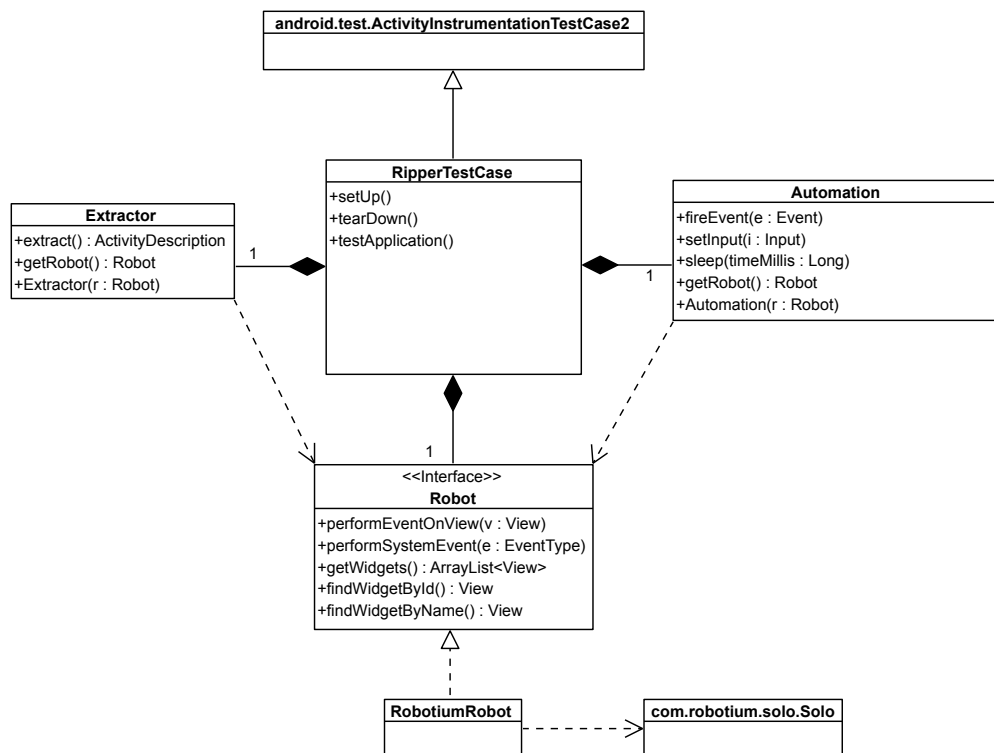 android.test.ActivityInstrumentationTestCase2
RipperTestCase
+setUp()
+tearDown()
+testApplication()
Extractor
+extract() : ActivityDescription
+getRobot() : Robot
+Extractor(r : Robot)
1
Automation
+fireEvent(e : Event)
+setInput(i : Input)
+sleep(timeMillis : Long)
+getRobot() : Robot
+Automation(r : Robot)
1
1
<<Interface>>
Robot
+performEventOnView(v : View)
+performSystemEvent(e : EventType)
+getWidgets() : ArrayList<View>
+findWidgetById() : View
+findWidgetByName() : View
RobotiumRobot
com.robotium.solo.Solo